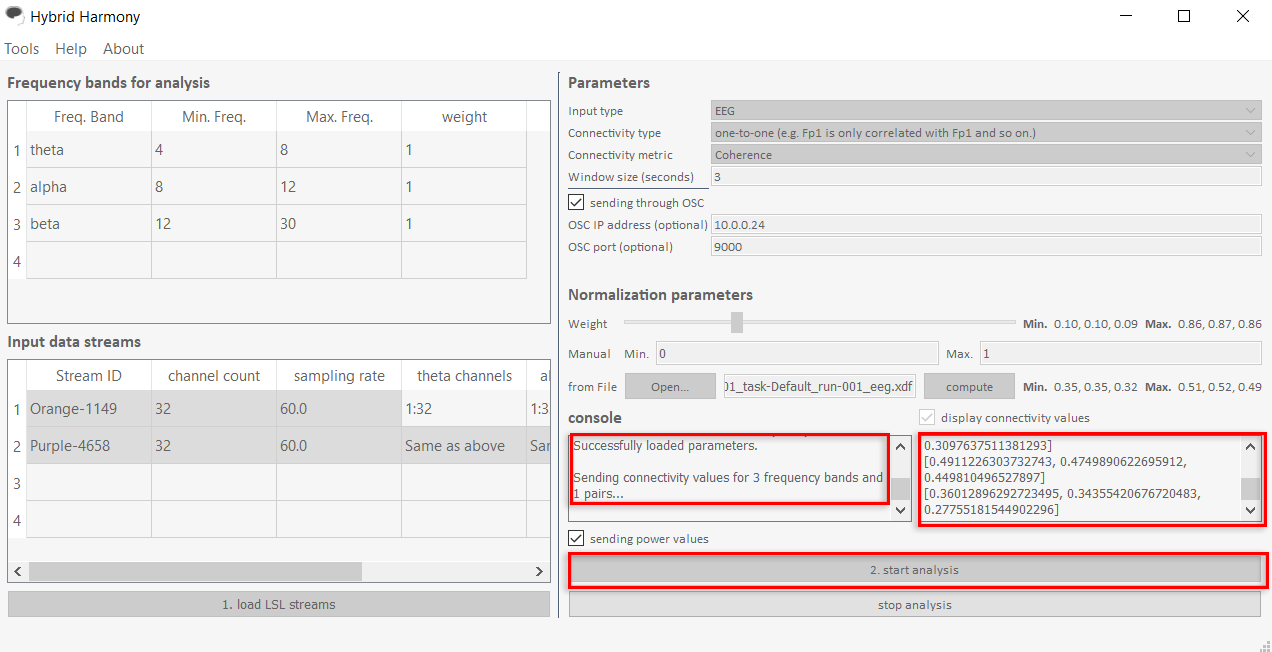 Hybrid Harmony
Tools Help About
Frequency bands for analysis
Freq. Band Min. Freq. Max. Freq. weight
1 theta 4 8 1
2 alpha 8 12 1
3 beta 12 30 1
4
Input data streams
Stream ID channel count sampling rate theta channels al
1 Orange-1149 32 60.0 1:32 1:3
2 Purple-4658 32 60.0 Same as above Sar
3
4
1. load LSL streams
Parameters
Input type EEG
Connectivity type one-to-one (e.g. Fp1 is only correlated with Fp1 and so on.)
Connectivity metric Coherence
Window size (seconds) 3
sending through OSC
OSC IP address (optional) 10.0.0.24
OSC port (optional) 9000
Normalization parameters
Weight Min. 0.10, 0.10, 0.09 Max. 0.86, 0.87, 0.86
Manual Min. 0 Max. 1
from File Open... 01_task-Default_run-001_eeg.xdf compute Min. 0.35, 0.35, 0.32 Max. 0.51, 0.52, 0.49
console
Successfully loaded parameters.
Sending connectivity values for 3 frequency bands and
1 pairs...
display connectivity values
0.3097637511381293]
[0.4911226303732743, 0.4749890622695912,
0.449810496527897]
[0.36012896292723495, 0.34355420676720483,
0.27755181544902296]
sending power values
2. start analysis
stop analysis